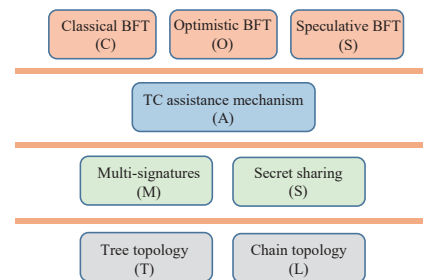 Classical BFT
(C)
Optimistic BFT
(O)
Speculative BFT
(S)
TC assistance mechanism
(A)
Multi-signatures
(M)
Secret sharing
(S)
Tree topology
(T)
Chain topology
(L)